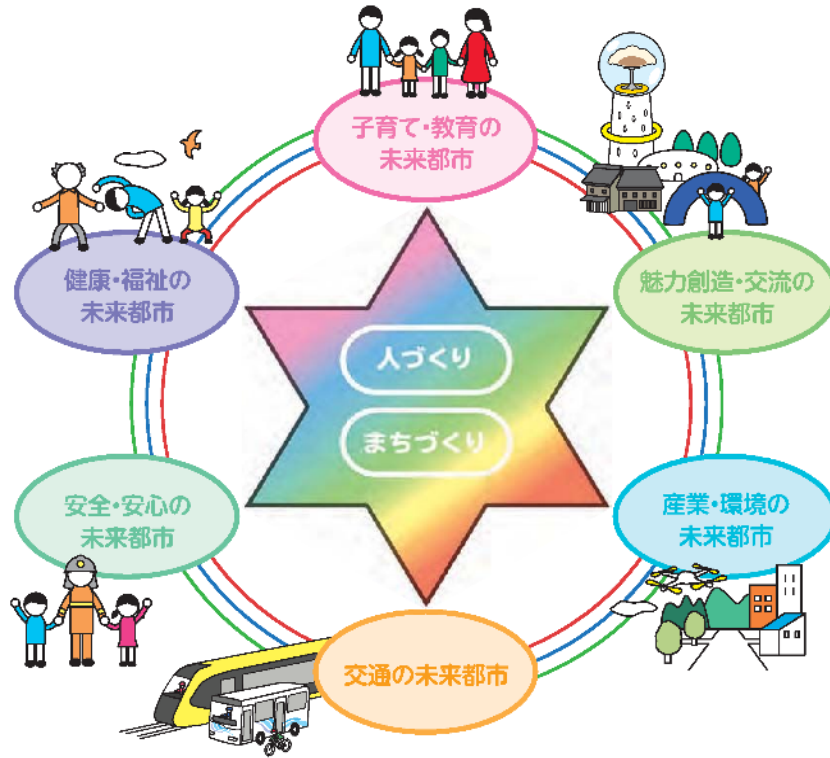 子育て・教育の
未来都市
魅力創造・交流の
未来都市
産業・環境の
未来都市
交通の未来都市
安全・安心の
未来都市
健康・福祉の
未来都市
人づくり
まちづくり